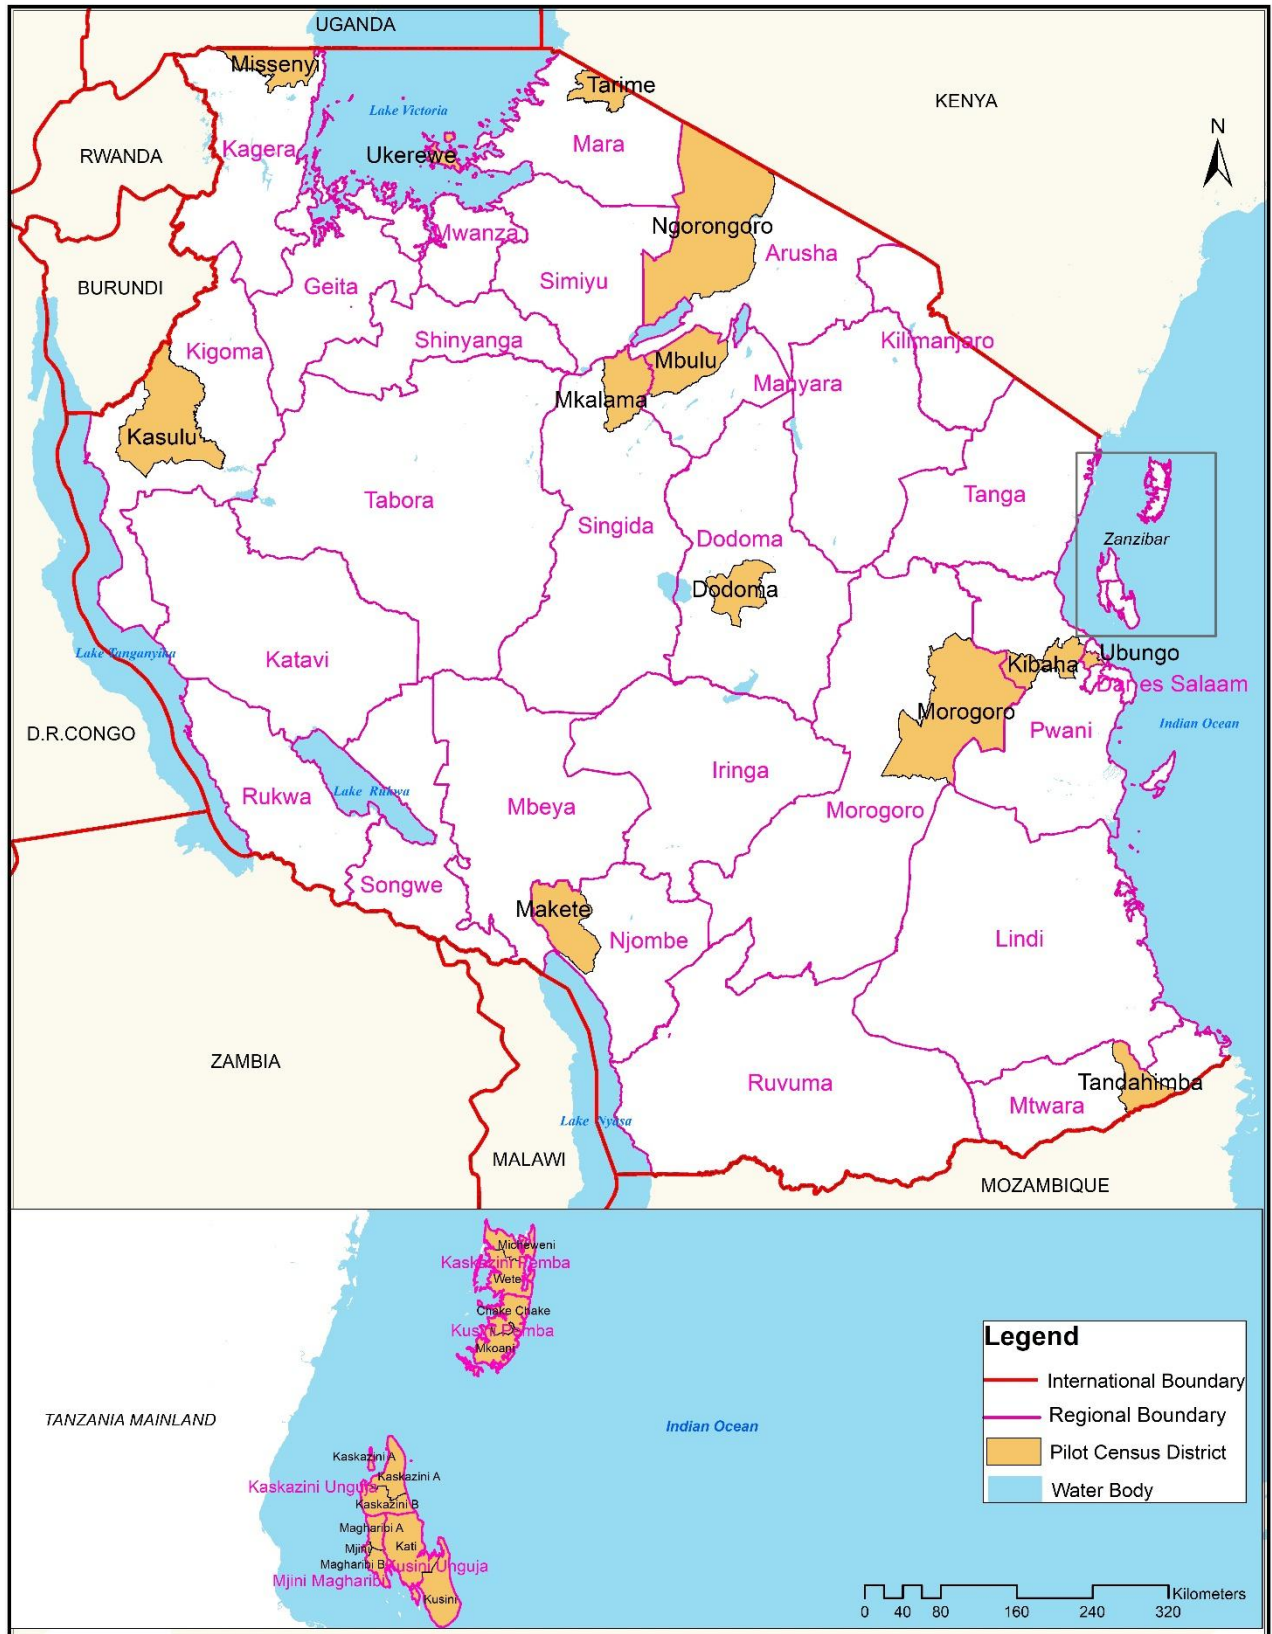 UGANDA
Missenyi
Tarime
KENYA
Lake Victoria
N
RWANDA
Kagera
Ukerewe
Mara
Ngorongoro
Mwanza
Arusha
BURUNDI
Geita
Simiyu
Kigoma
Shinyanga
Kilimanjaro
Mbulu
Manyara
Mkalama
Kasulu
Tabora
Singida
Tanga
Dodoma
Zanzibar
Dodoma
Lake Tanganyika
Katavi
Kibaha
Ubungo
Dar es Salaam
Morogoro
Pwani
Indian Ocean
D.R.CONGO
Rukwa
Lake Rukwa
Mbeya
Iringa
Morogoro
Songwe
Makete
Njombe
Lindi
ZAMBIA
Ruvuma
Tandahimba
Mtwara
Lake Nyasa
MALAWI
MOZAMBIQUE
Micheweni
Kaskazini Pemba
Wete
Chake Chake
Kusini Pemba
Mkoani
Legend
International Boundary
Regional Boundary
Pilot Census District
Water Body
TANZANIA MAINLAND
Indian Ocean
Kaskazini A
Kaskazini A
Kaskazini Unguja
Kaskazini B
Magharibi A
Mjini
Kati
Magharibi B
Kusini Unguja
Mjini Magharibi
Kusini
Kilometers
0 40 80 160 240 320